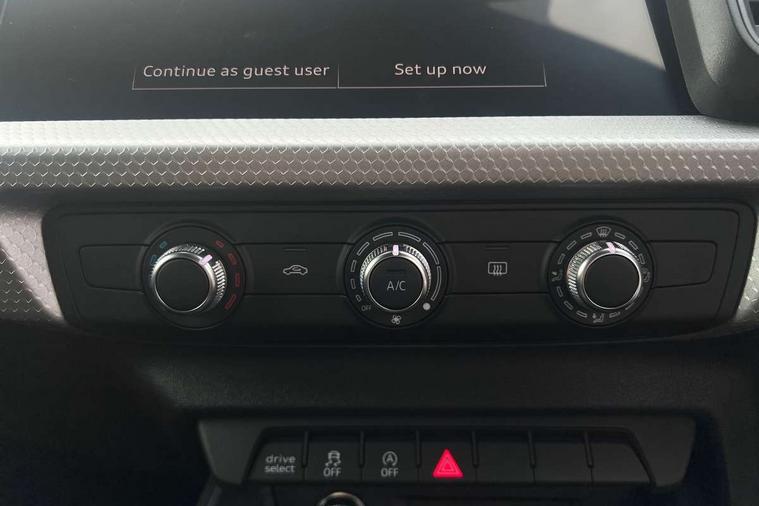 Continue as guest user
Set up now
A/C
OFF
drive
select
OFF
A
OFF